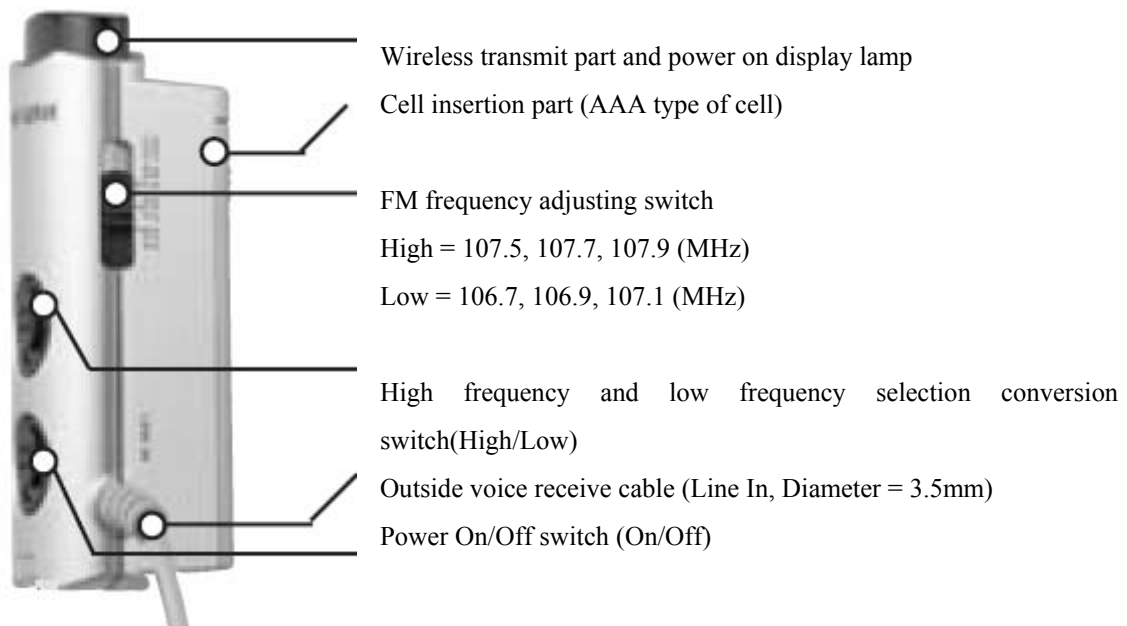 Wireless transmit part and power on display lamp
Cell insertion part (AAA type of cell)
FM frequency adjusting switch
High = 107.5, 107.7, 107.9 (MHz)
Low = 106.7, 106.9, 107.1 (MHz)
High frequency and low frequency selection conversion
switch(High/Low)
Outside voice receive cable (Line In, Diameter = 3.5mm)
Power On/Off switch (On/Off)